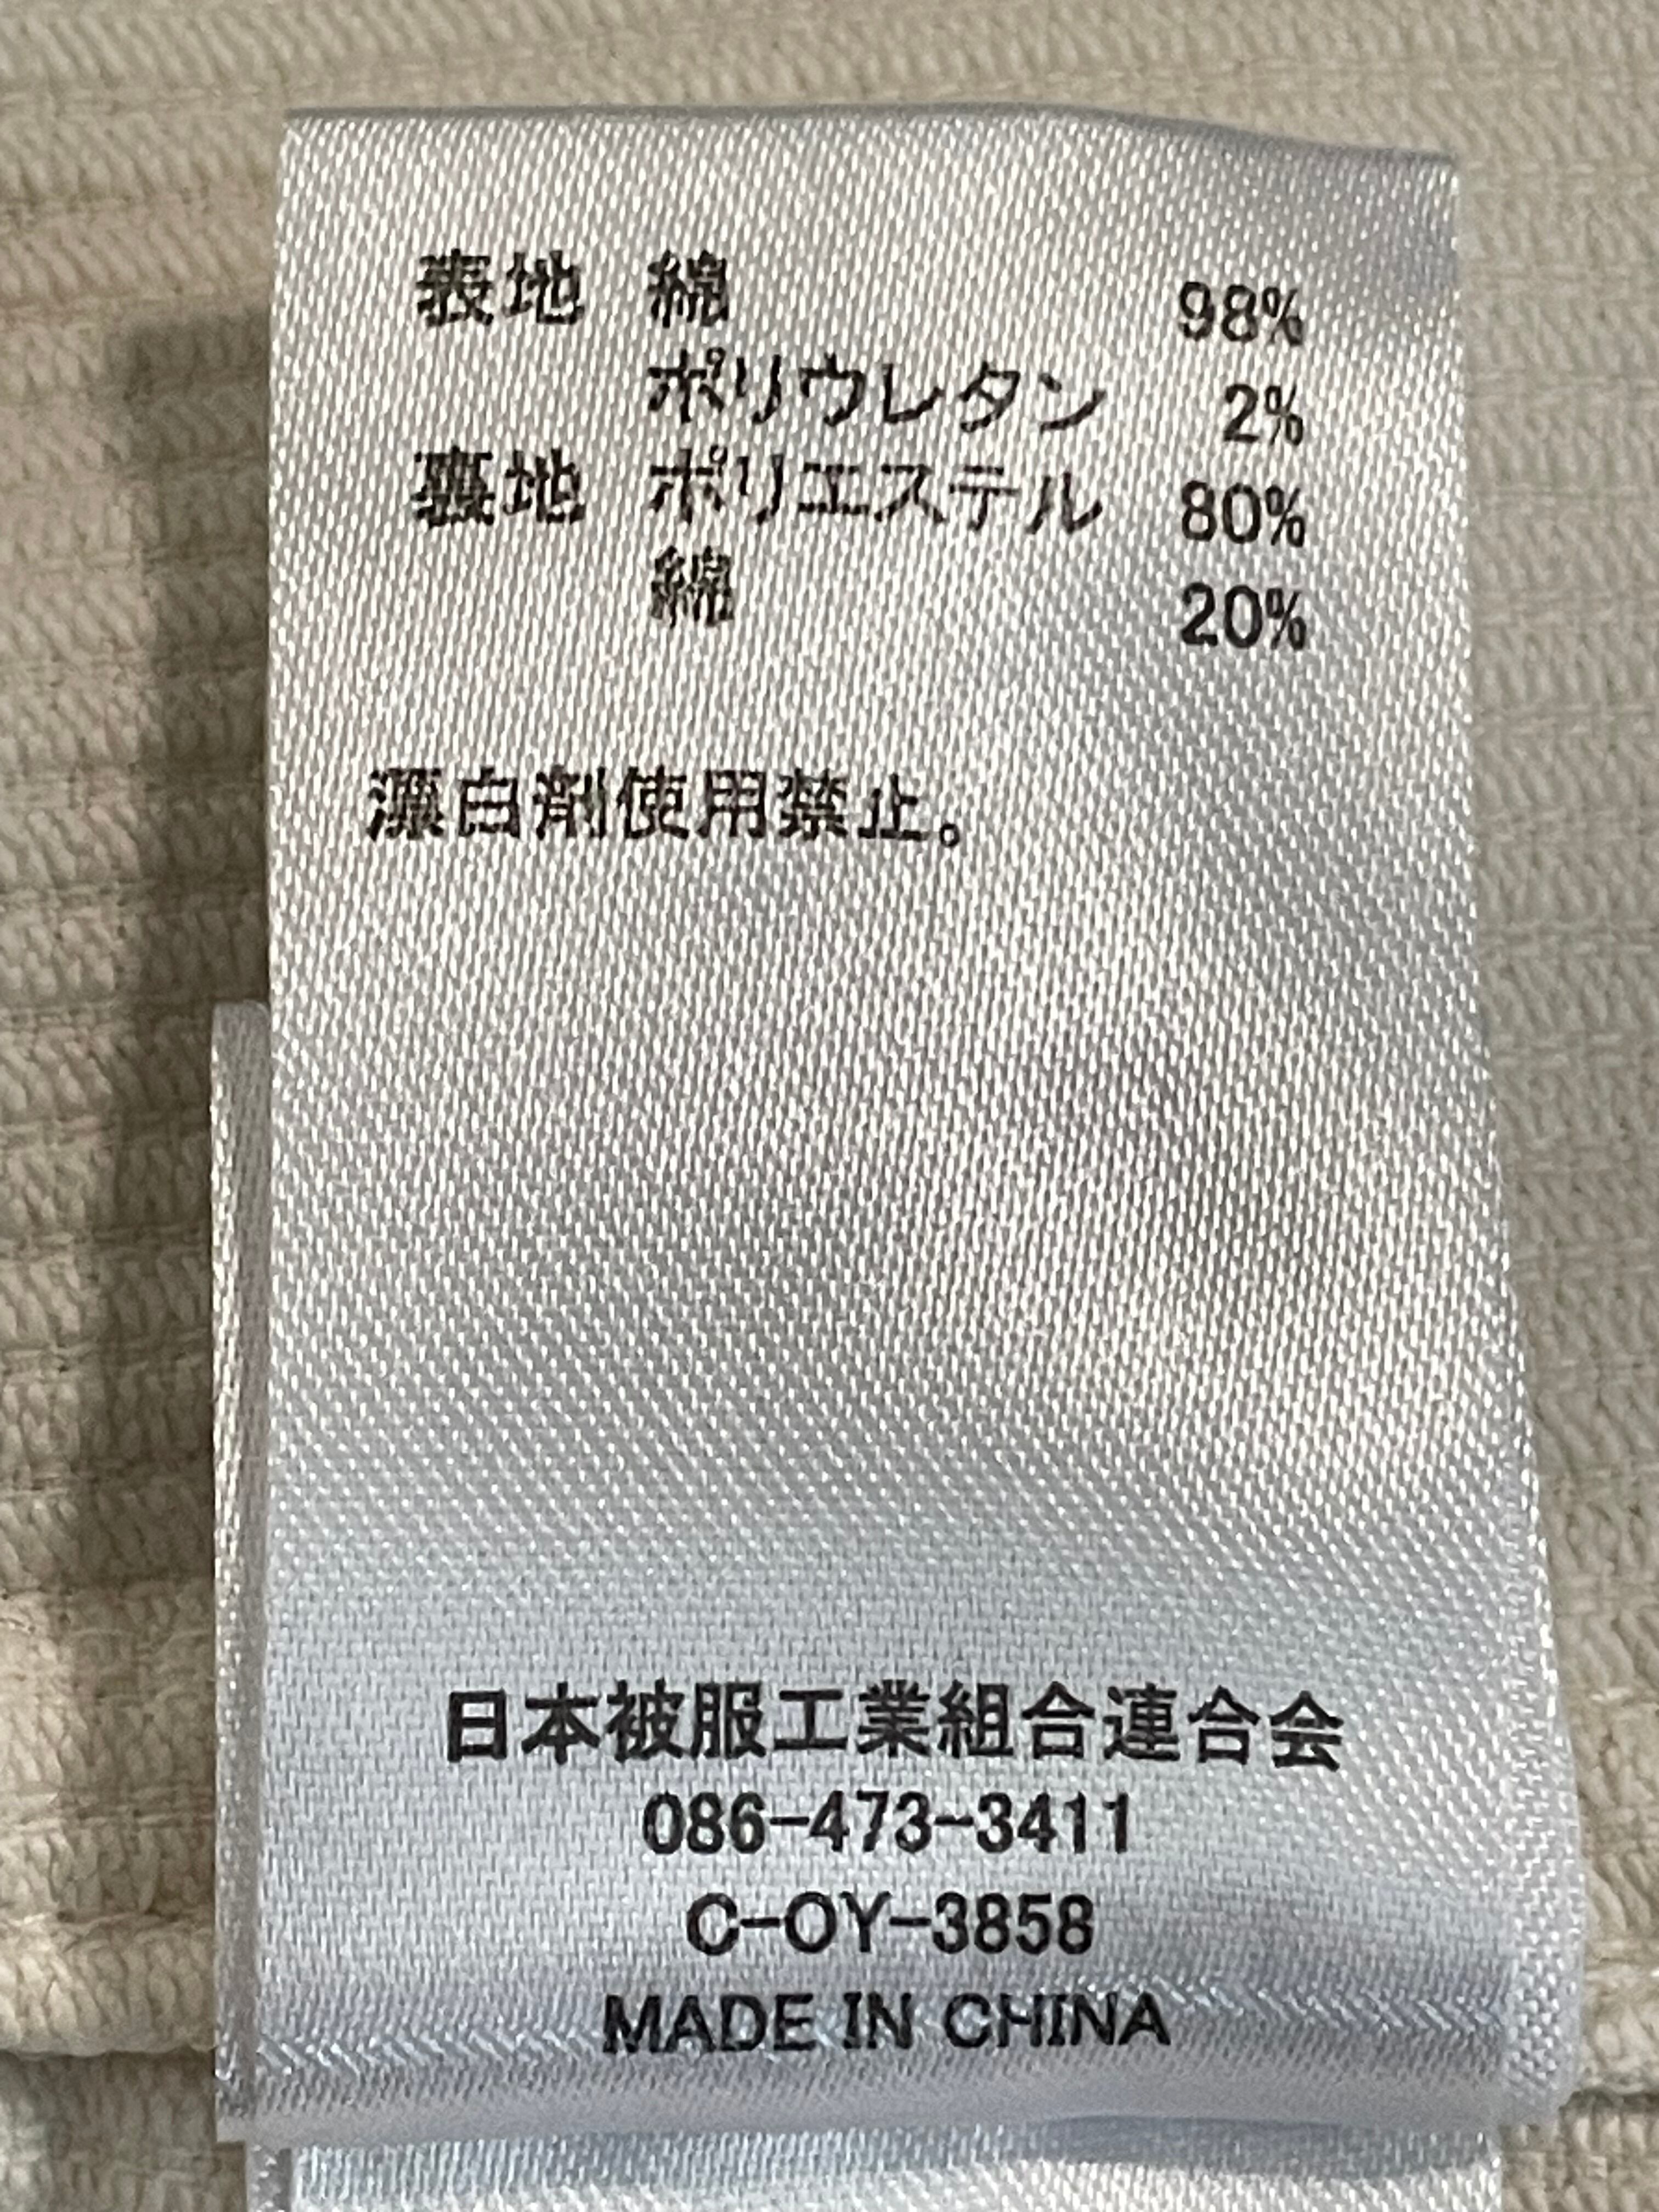 表地 綿 98%
ポリウレタン 2%
裏地 ポリエステル 80%
綿 20%
漂白剤使用禁止。
日本被服工業組合連合会
086-473-3411
C-OY-3858
MADE IN CHINA